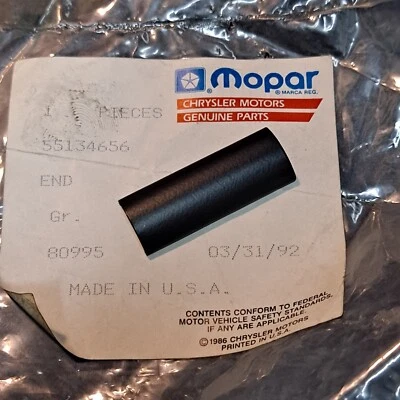 Mopar
® MARCA REG.
CHRYSLER MOTORS
GENUINE PARTS
1 PIECES
55134656
END
Gr.
80995 03/31/92
MADE IN U.S.A.
CONTENTS CONFORM TO FEDERAL
MOTOR VEHICLE SAFETY STANDARDS,
IF ANY ARE APPLICABLE.
©1986 CHRYSLER MOTORS
PRINTED IN U.S.A.